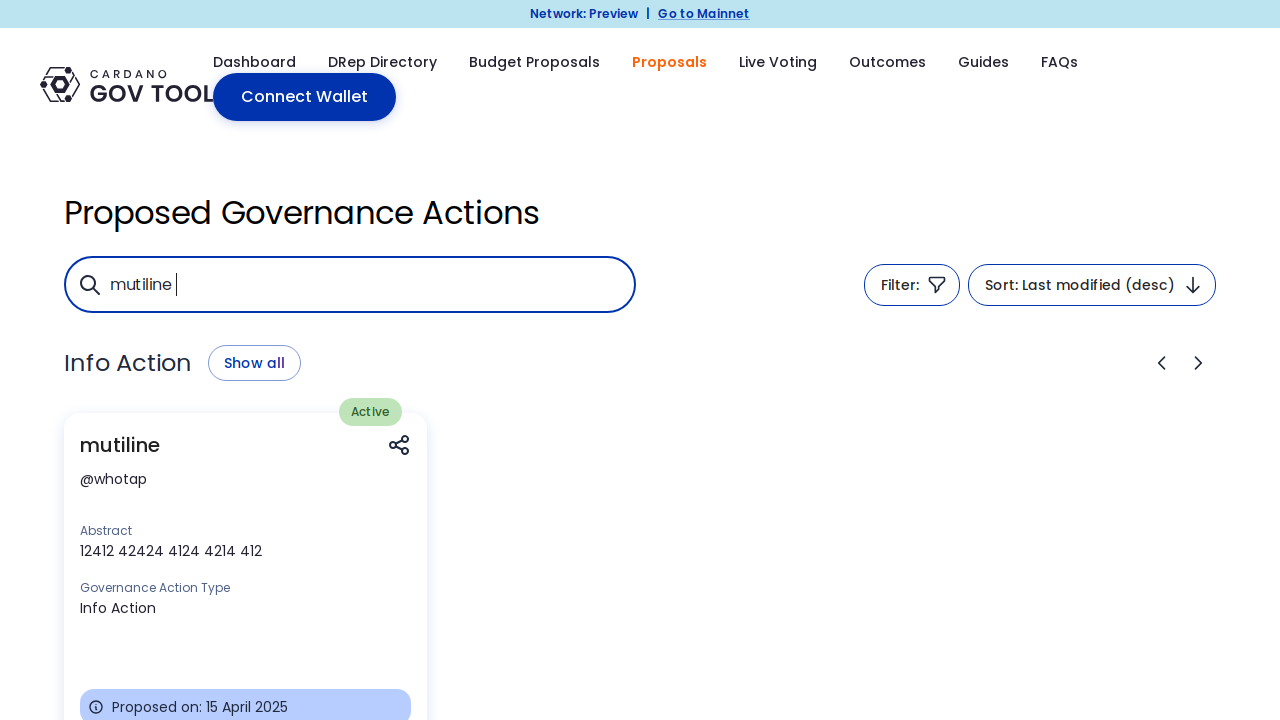 Network: Preview | Go to Mainnet
CARDANO
GOV TOOL
Dashboard
DRep Directory
Budget Proposals
Proposals
Live Voting
Outcomes
Guides
FAQs
Connect Wallet
Proposed Governance Actions
mutiline
Filter:
Sort: Last modified (desc)
Info Action
Show all
Active
mutiline
@whotap
Abstract
12412 42424 4124 4214 412
Governance Action Type
Info Action
Proposed on: 15 April 2025